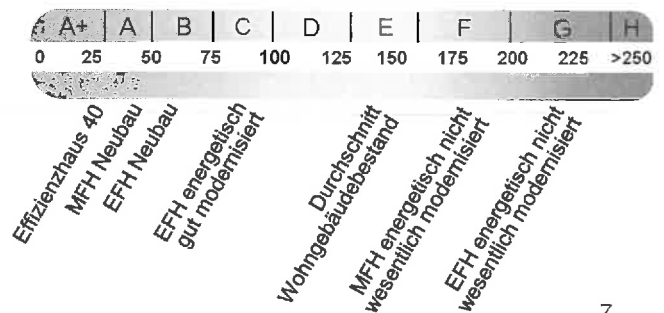 A+ A B C D E F G H
0 25 50 75 100 125 150 175 200 225 >250
Effizienzhaus 40
MFH Neubau
EFH Neubau
EFH energetisch
gut modernisiert
Durchschnitt
Wohngebäudebestand
MFH energetisch nicht
wesentlich modernisiert
EFH energetisch nicht
wesentlich modernisiert